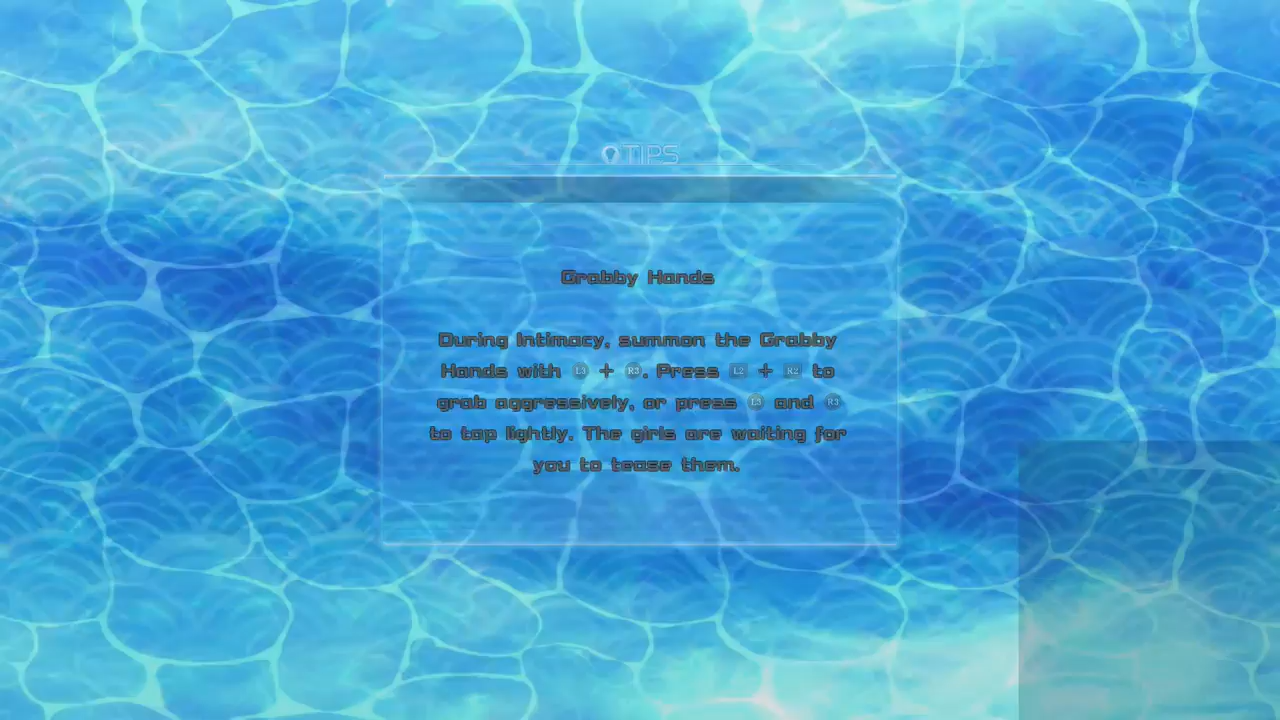 TIPS
Grabby Hands
During Intimacy, summon the Grabby
Hands with L3 + R3. Press L2 + R2 to
grab aggressively, or press L3 and R3
to tap lightly. The girls are waiting for
you to tease them.